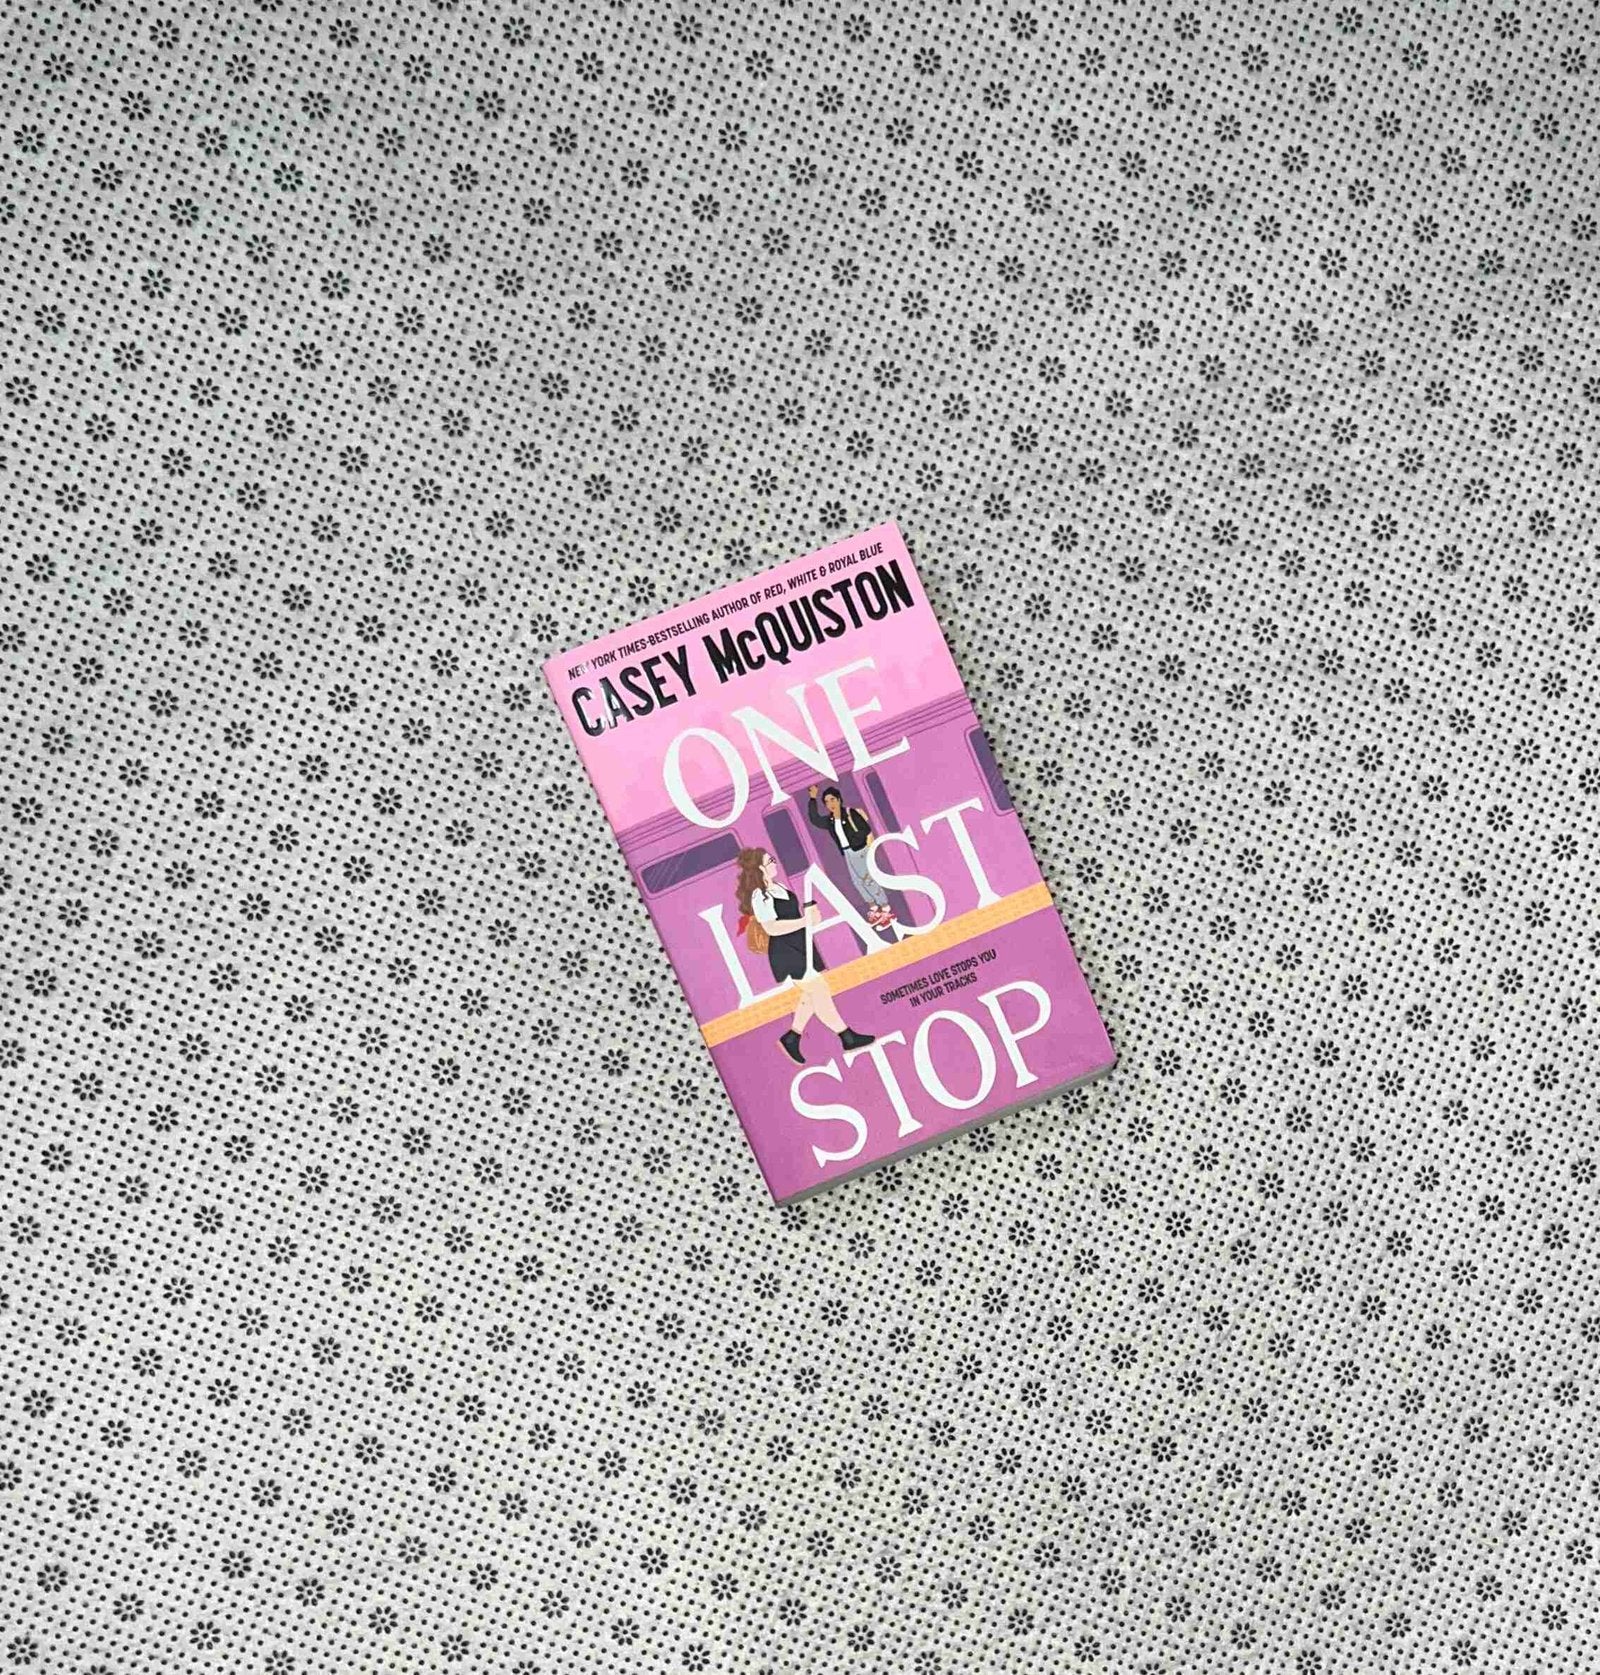 NEW YORK TIMES-BESTSELLING AUTHOR OF RED, WHITE & ROYAL BLUE
CASEY McQUISTON
ONE
LAST
SOMETIMES LOVE STOPS YOU
IN YOUR TRACKS
STOP